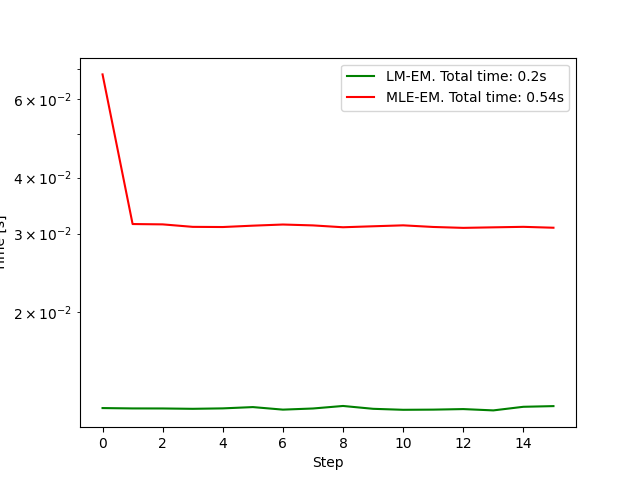 LM-EM. Total time: 0.2s
MLE-EM. Total time: 0.54s
6 × 10⁻²
4 × 10⁻²
3 × 10⁻²
2 × 10⁻²
[s]
0 2 4 6 8 10 12 14
Step